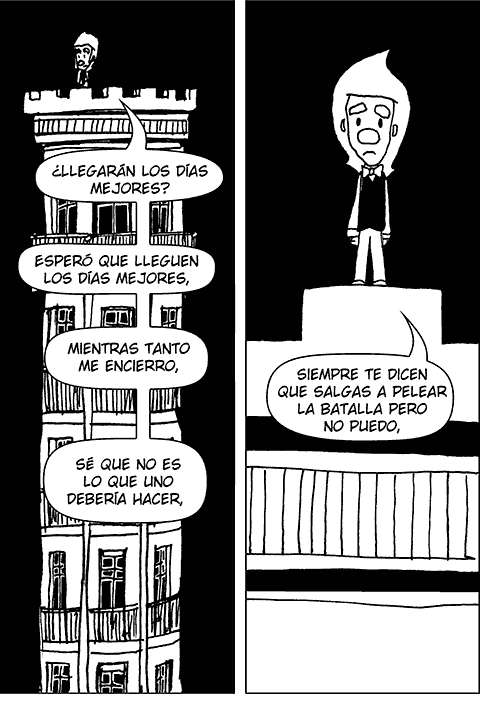 ¿LLEGARÁN LOS DÍAS
MEJORES?
ESPERÓ QUE LLEGUEN
LOS DÍAS MEJORES,
MIENTRAS TANTO
ME ENCIERRO,
SÉ QUE NO ES
LO QUE UNO
DEBERÍA HACER,
SIEMPRE TE DICEN
QUE SALGAS A PELEAR
LA BATALLA PERO
NO PUEDO,